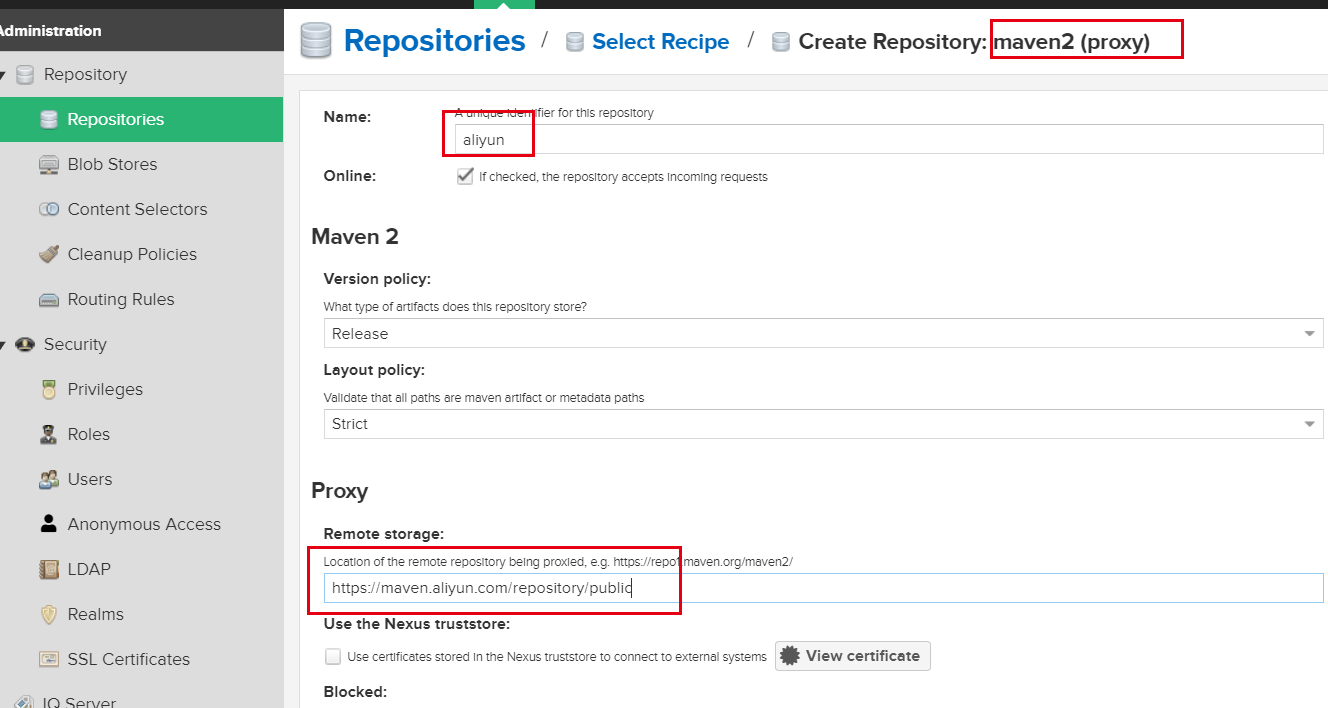 Administration
Repository
Repositories
Blob Stores
Content Selectors
Cleanup Policies
Routing Rules
Security
Privileges
Roles
Users
Anonymous Access
LDAP
Realms
SSL Certificates
IQ Server
Repositories / Select Recipe / Create Repository: maven2 (proxy)
Name:
A unique identifier for this repository
aliyun
Online:
If checked, the repository accepts incoming requests
Maven 2
Version policy:
What type of artifacts does this repository store?
Release
Layout policy:
Validate that all paths are maven artifact or metadata paths
Strict
Proxy
Remote storage:
Location of the remote repository being proxied, e.g. https://repo1.maven.org/maven2/
https://maven.aliyun.com/repository/public
Use the Nexus truststore:
Use certificates stored in the Nexus truststore to connect to external systems
View certificate
Blocked: